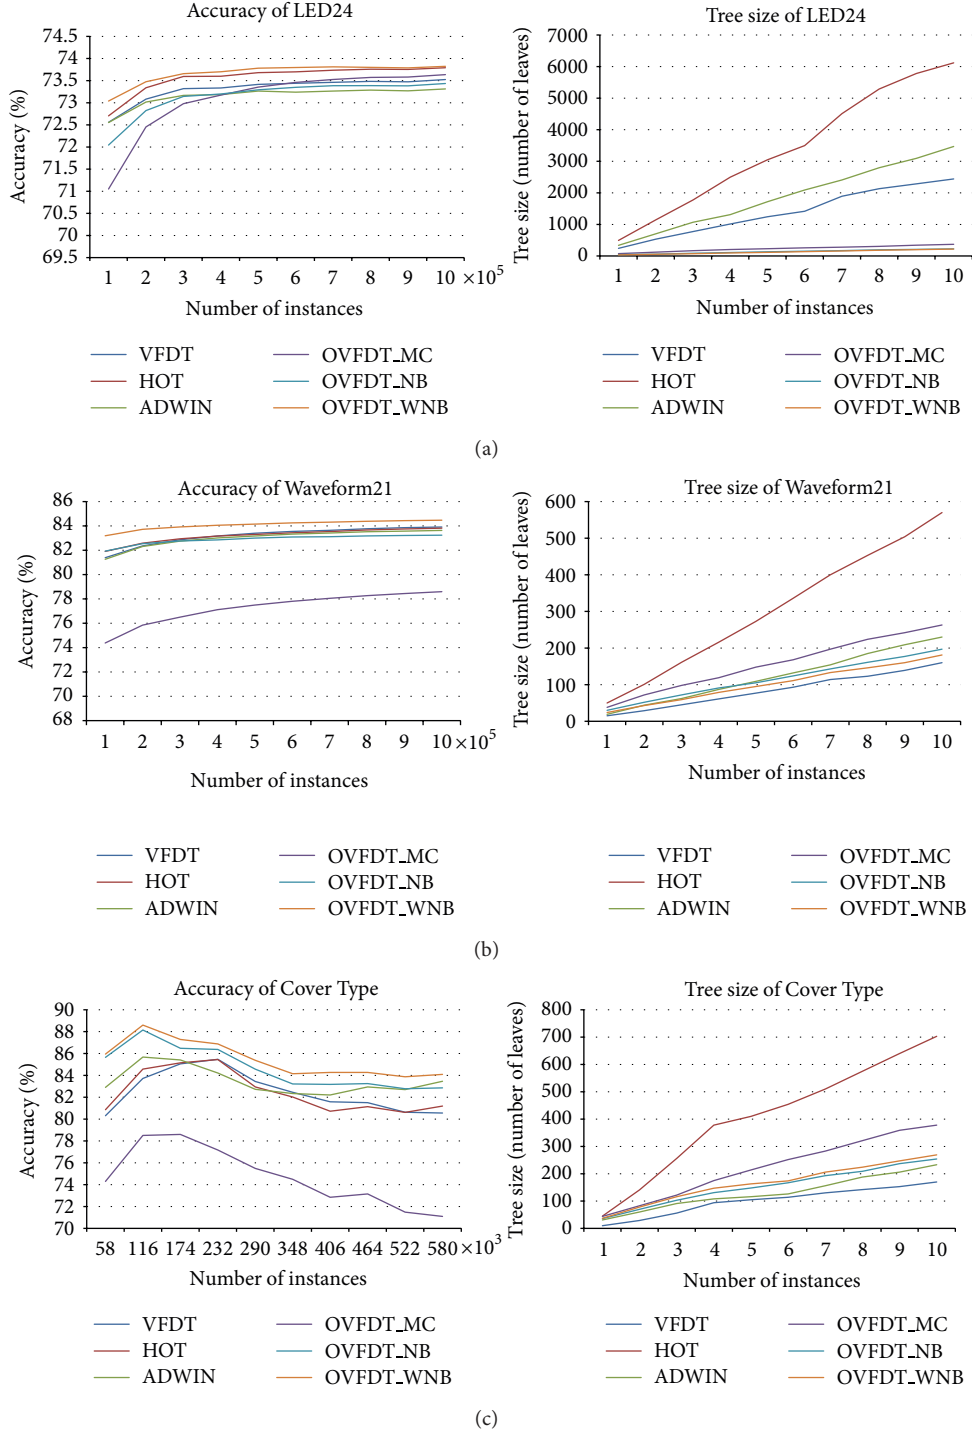 Accuracy of LED24
Accuracy (%)
74.5
74
73.5
73
72.5
72
71.5
71
70.5
70
69.5
1 2 3 4 5 6 7 8 9 10 ×10⁵
Number of instances
VFDT
HOT
ADWIN
OVFDT_MC
OVFDT_NB
OVFDT_WNB
Tree size of LED24
Tree size (number of leaves)
7000
6000
5000
4000
3000
2000
1000
0
1 2 3 4 5 6 7 8 9 10
Number of instances
VFDT
HOT
ADWIN
OVFDT_MC
OVFDT_NB
OVFDT_WNB
(a)
Accuracy of Waveform21
Accuracy (%)
86
84
82
80
78
76
74
72
70
68
1 2 3 4 5 6 7 8 9 10 ×10⁵
Number of instances
VFDT
HOT
ADWIN
OVFDT_MC
OVFDT_NB
OVFDT_WNB
Tree size of Waveform21
Tree size (number of leaves)
600
500
400
300
200
100
0
1 2 3 4 5 6 7 8 9 10
Number of instances
VFDT
HOT
ADWIN
OVFDT_MC
OVFDT_NB
OVFDT_WNB
(b)
Accuracy of Cover Type
Accuracy (%)
90
88
86
84
82
80
78
76
74
72
70
58 116 174 232 290 348 406 464 522 580 ×10³
Number of instances
VFDT
HOT
ADWIN
OVFDT_MC
OVFDT_NB
OVFDT_WNB
Tree size of Cover Type
Tree size (number of leaves)
800
700
600
500
400
300
200
100
0
1 2 3 4 5 6 7 8 9 10
Number of instances
VFDT
HOT
ADWIN
OVFDT_MC
OVFDT_NB
OVFDT_WNB
(c)